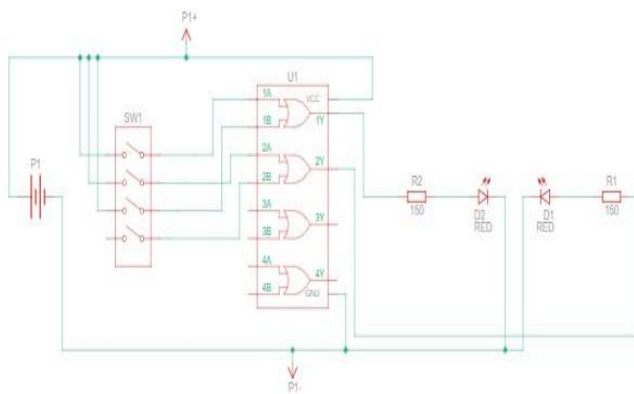 P1+
U1
1A VCC
SW1
1B 1Y
2A
P1
2B 2Y
R2 R1
150 150
D2 D1
RED RED
3A
3B 3Y
4A
4B 4Y
GND
P1-